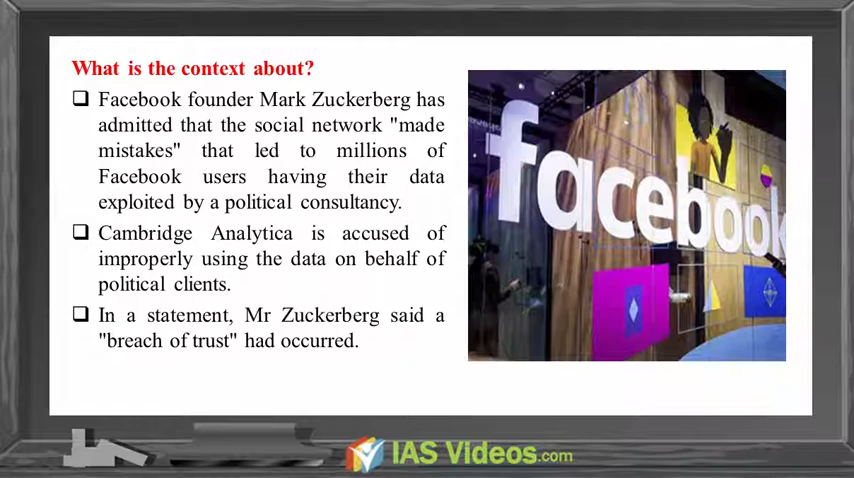 What is the context about?
❑ Facebook founder Mark Zuckerberg has
admitted that the social network "made
mistakes" that led to millions of
Facebook users having their data
exploited by a political consultancy.
❑ Cambridge Analytica is accused of
improperly using the data on behalf of
political clients.
❑ In a statement, Mr Zuckerberg said a
"breach of trust" had occurred.
facebook
IAS Videos.com